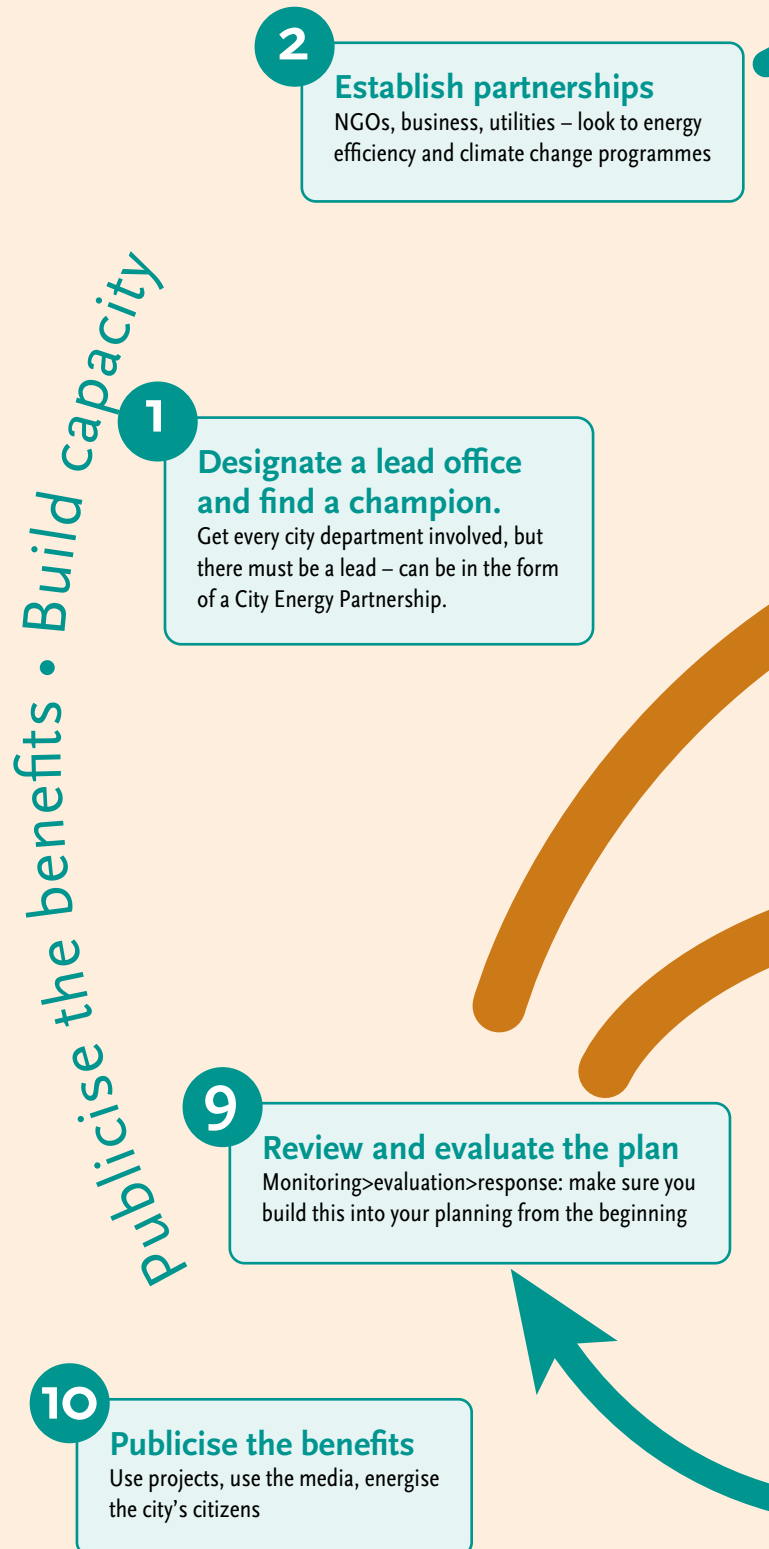 2
Establish partnerships
NGOs, business, utilities – look to energy
efficiency and climate change programmes
Publicise the benefits • Build capacity
1
Designate a lead office
and find a champion.
Get every city department involved, but
there must be a lead – can be in the form
of a City Energy Partnership.
9
Review and evaluate the plan
Monitoring>evaluation>response: make sure you
build this into your planning from the beginning
10
Publicise the benefits
Use projects, use the media, energise
the city's citizens